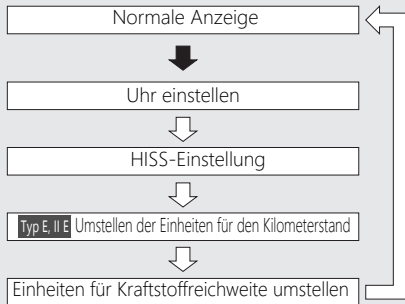 Normale Anzeige
Uhr einstellen
HISS-Einstellung
Typ E, II E Umstellen der Einheiten für den Kilometerstand
Einheiten für Kraftstoffreichweite umstellen